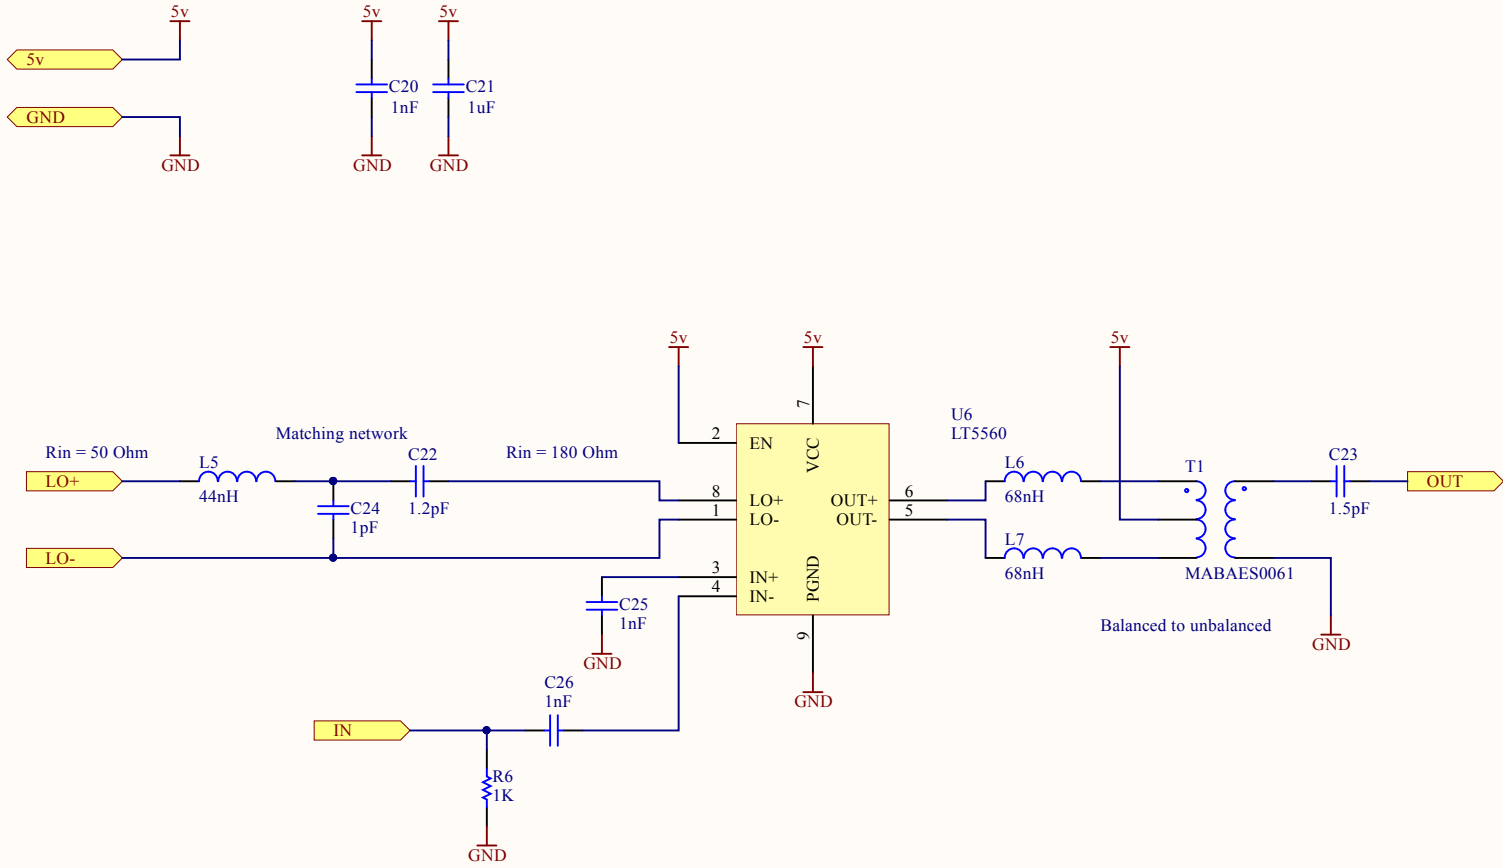 5v
5v
5v
5v
C20
C21
1nF
1uF
GND
GND
GND
GND
5v
5v
5v
7
U6
LT5560
Matching network
Rin = 50 Ohm
Rin = 180 Ohm
2
EN
VCC
L5
C22
L6
T1
C23
LO+
44nH
1.2pF
8
LO+
OUT+
6
68nH
OUT
C24
1pF
1
LO-
OUT-
5
1.5pF
L7
LO-
68nH
MABAES0061
3
IN+
PGND
4
IN-
C25
1nF
Balanced to unbalanced
9
GND
GND
C26
1nF
GND
IN
R6
1K
GND